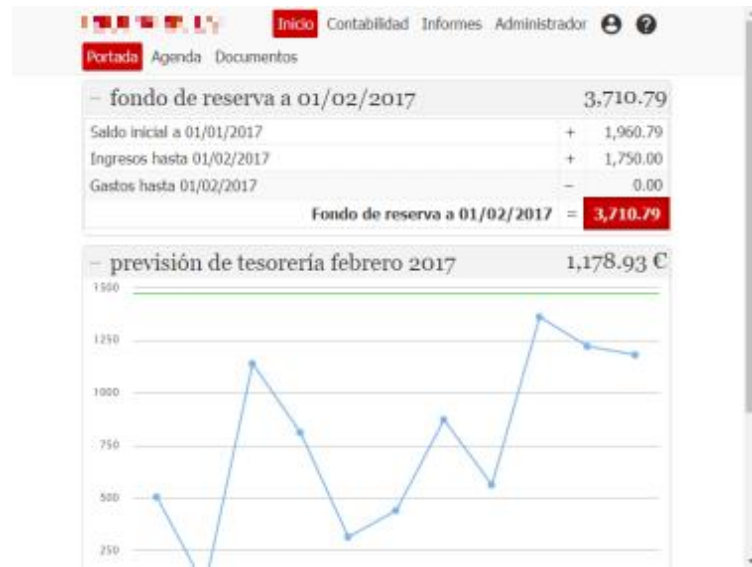 Inicio Contabilidad Informes Administrador ?
Portada Agenda Documentos
– fondo de reserva a 01/02/2017 3,710.79
Saldo inicial a 01/01/2017 + 1,960.79
Ingresos hasta 01/02/2017 + 1,750.00
Gastos hasta 01/02/2017 – 0.00
Fondo de reserva a 01/02/2017 = 3,710.79
– previsión de tesorería febrero 2017 1,178.93 €
1500
1250
1000
750
500
250